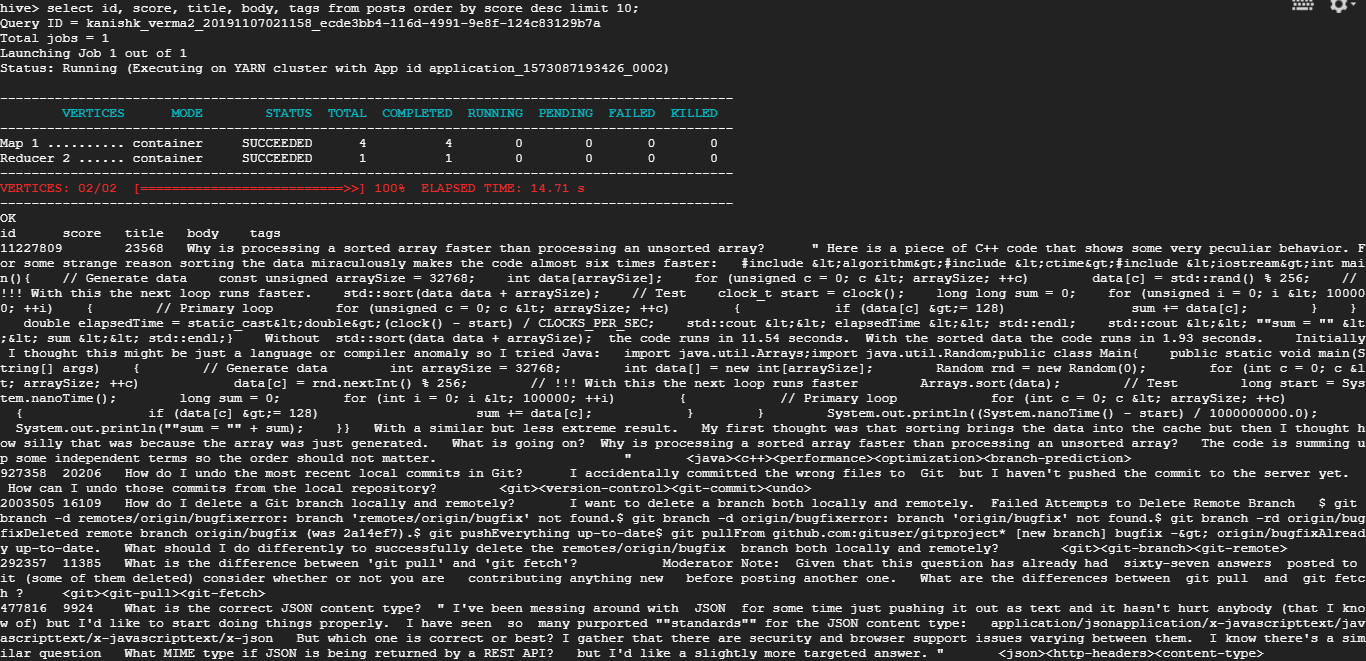 hive> select id, score, title, body, tags from posts order by score desc limit 10;
Query ID = kanishk_verma2_20191107021158_ecde3bb4-116d-4991-9e8f-124c83129b7a
Total jobs = 1
Launching Job 1 out of 1
Status: Running (Executing on YARN cluster with App id application_1573087193426_0002)
----------------------------------------------------------------------------------------------
        VERTICES      MODE        STATUS  TOTAL  COMPLETED  RUNNING  PENDING  FAILED  KILLED
----------------------------------------------------------------------------------------------
Map 1 .......... container     SUCCEEDED      4          4        0        0       0       0
Reducer 2 ...... container     SUCCEEDED      1          1        0        0       0       0
----------------------------------------------------------------------------------------------
VERTICES: 02/02  [==========================>>] 100%  ELAPSED TIME: 14.71 s
----------------------------------------------------------------------------------------------
OK
id      score   title   body    tags
11227809        23568   Why is processing a sorted array faster than processing an unsorted array?      " Here is a piece of C++ code that shows some very peculiar behavior. F
or some strange reason sorting the data miraculously makes the code almost six times faster:   #include &lt;algorithm&gt;#include &lt;ctime&gt;#include &lt;iostream&gt;int mai
n(){    // Generate data    const unsigned arraySize = 32768;    int data[arraySize];    for (unsigned c = 0; c &lt; arraySize; ++c)        data[c] = std::rand() % 256;    //
!!! With this the next loop runs faster.    std::sort(data data + arraySize);    // Test    clock_t start = clock();    long long sum = 0;    for (unsigned i = 0; i &lt; 10000
0; ++i)    {        // Primary loop        for (unsigned c = 0; c &lt; arraySize; ++c)        {            if (data[c] &gt;= 128)                sum += data[c];        }    }
   double elapsedTime = static_cast&lt;double&gt;(clock() - start) / CLOCKS_PER_SEC;    std::cout &lt;&lt; elapsedTime &lt;&lt; std::endl;    std::cout &lt;&lt; ""sum = "" &lt
;&lt; sum &lt;&lt; std::endl;}    Without  std::sort(data data + arraySize);  the code runs in 11.54 seconds.  With the sorted data the code runs in 1.93 seconds.    Initially
 I thought this might be just a language or compiler anomaly so I tried Java:   import java.util.Arrays;import java.util.Random;public class Main{    public static void main(S
tring[] args)    {        // Generate data        int arraySize = 32768;        int data[] = new int[arraySize];        Random rnd = new Random(0);        for (int c = 0; c &l
t; arraySize; ++c)            data[c] = rnd.nextInt() % 256;        // !!! With this the next loop runs faster        Arrays.sort(data);        // Test        long start = Sys
tem.nanoTime();        long sum = 0;        for (int i = 0; i &lt; 100000; ++i)        {            // Primary loop            for (int c = 0; c &lt; arraySize; ++c)
  {                if (data[c] &gt;= 128)                    sum += data[c];            }        }        System.out.println((System.nanoTime() - start) / 1000000000.0);
  System.out.println(""sum = "" + sum);    }}   With a similar but less extreme result.   My first thought was that sorting brings the data into the cache but then I thought h
ow silly that was because the array was just generated.   What is going on?  Why is processing a sorted array faster than processing an unsorted array?   The code is summing u
p some independent terms so the order should not matter.                        "       <java><c++><performance><optimization><branch-prediction>
927358  20206   How do I undo the most recent local commits in Git?      I accidentally committed the wrong files to  Git  but I haven't pushed the commit to the server yet.
 How can I undo those commits from the local repository?        <git><version-control><git-commit><undo>
2003505 16109   How do I delete a Git branch locally and remotely?       I want to delete a branch both locally and remotely.  Failed Attempts to Delete Remote Branch   $ git
branch -d remotes/origin/bugfixerror: branch 'remotes/origin/bugfix' not found.$ git branch -d origin/bugfixerror: branch 'origin/bugfix' not found.$ git branch -rd origin/bug
fixDeleted remote branch origin/bugfix (was 2a14ef7).$ git pushEverything up-to-date$ git pullFrom github.com:gituser/gitproject* [new branch] bugfix -&gt; origin/bugfixAlread
y up-to-date.   What should I do differently to successfully delete the remotes/origin/bugfix  branch both locally and remotely?        <git><git-branch><git-remote>
292357  11385   What is the difference between 'git pull' and 'git fetch'?           Moderator Note:  Given that this question has already had  sixty-seven answers  posted to
it (some of them deleted) consider whether or not you are   contributing anything new   before posting another one.   What are the differences between  git pull  and  git fetc
h ?     <git><git-pull><git-fetch>
477816  9924    What is the correct JSON content type?  " I've been messing around with  JSON  for some time just pushing it out as text and it hasn't hurt anybody (that I kno
w of) but I'd like to start doing things properly.  I have seen  so  many purported ""standards"" for the JSON content type:   application/jsonapplication/x-javascripttext/jav
ascripttext/x-javascripttext/x-json   But which one is correct or best? I gather that there are security and browser support issues varying between them.  I know there's a sim
ilar question   What MIME type if JSON is being returned by a REST API?   but I'd like a slightly more targeted answer. "       <json><http-headers><content-type>